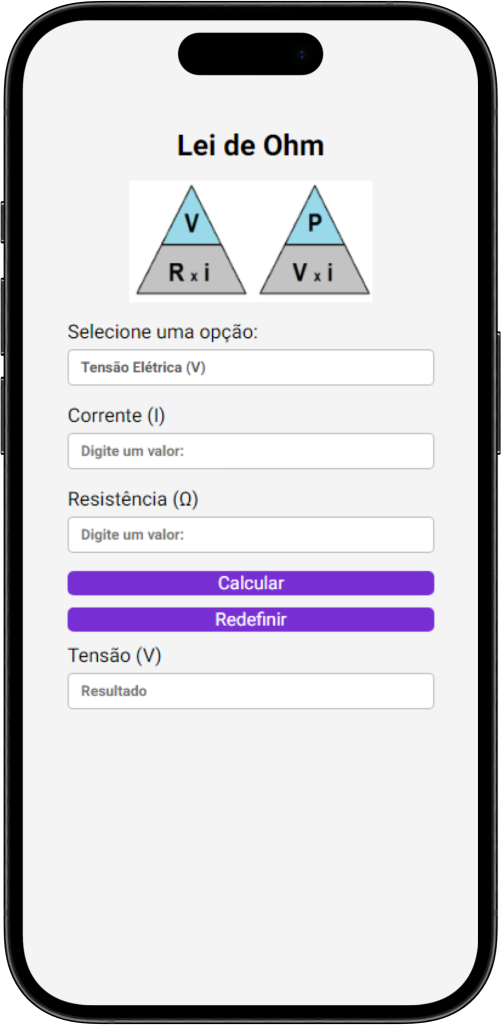 Lei de Ohm
V P
R x i V x i
Selecione uma opção:
Tensão Elétrica (V)
Corrente (I)
Digite um valor:
Resistência (Ω)
Digite um valor:
Calcular
Redefinir
Tensão (V)
Resultado